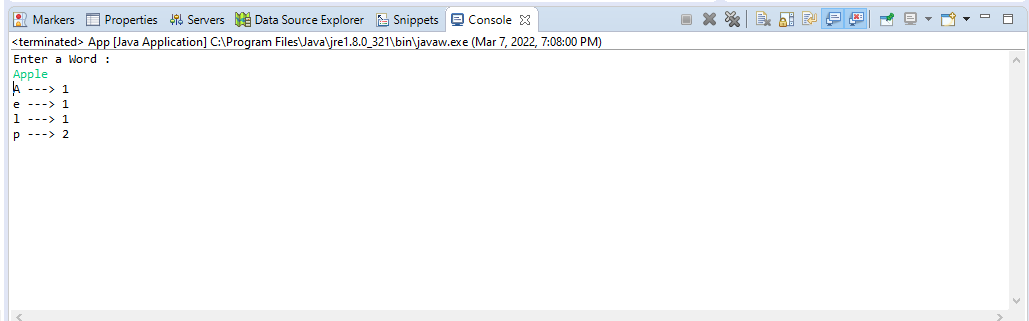 Markers Properties Servers Data Source Explorer Snippets Console
<terminated> App [Java Application] C:\Program Files\Java\jre1.8.0_321\bin\javaw.exe (Mar 7, 2022, 7:08:00 PM)
Enter a Word :
Apple
A ---> 1
e ---> 1
l ---> 1
p ---> 2